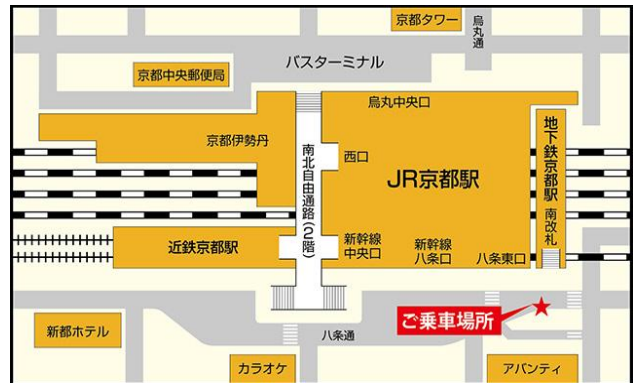 京都タワー
烏丸通
バスターミナル
京都中央郵便局
烏丸中央口
京都伊勢丹
南北自由通路(2階)
西口
JR京都駅
地下鉄京都駅
南改札
近鉄京都駅
新幹線
中央口
新幹線
八条口
八条東口
ご乗車場所
新都ホテル
八条通
カラオケ
アバンティ